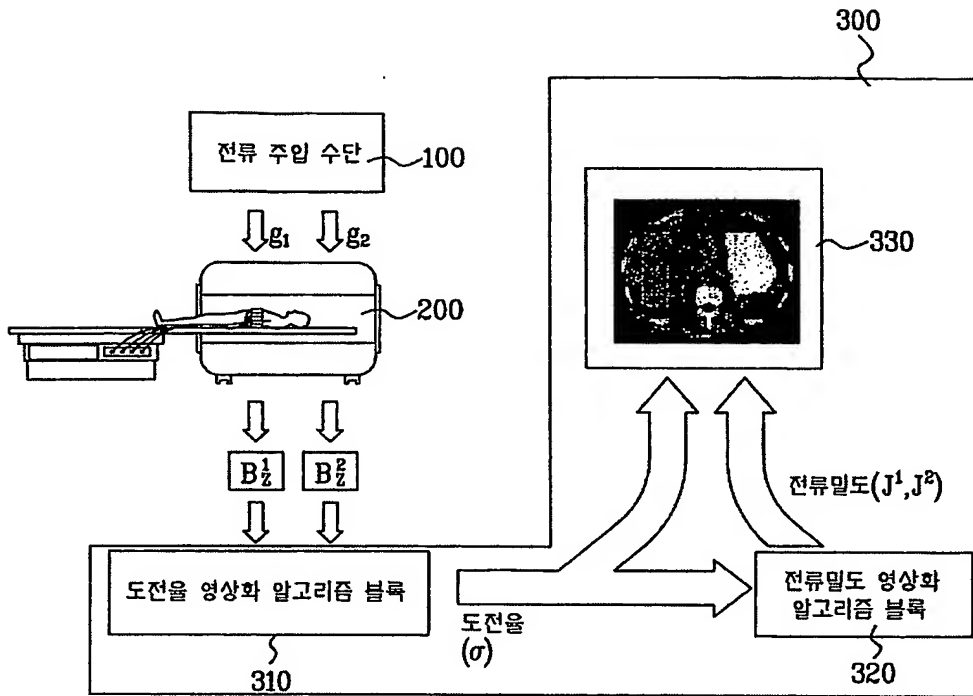 300
전류 주입 수단
100
g₁
g₂
330
200
B¹z
B²z
전류밀도(J¹,J²)
도전율 영상화 알고리즘 블록
전류밀도 영상화
알고리즘 블록
도전율
(σ)
310
320